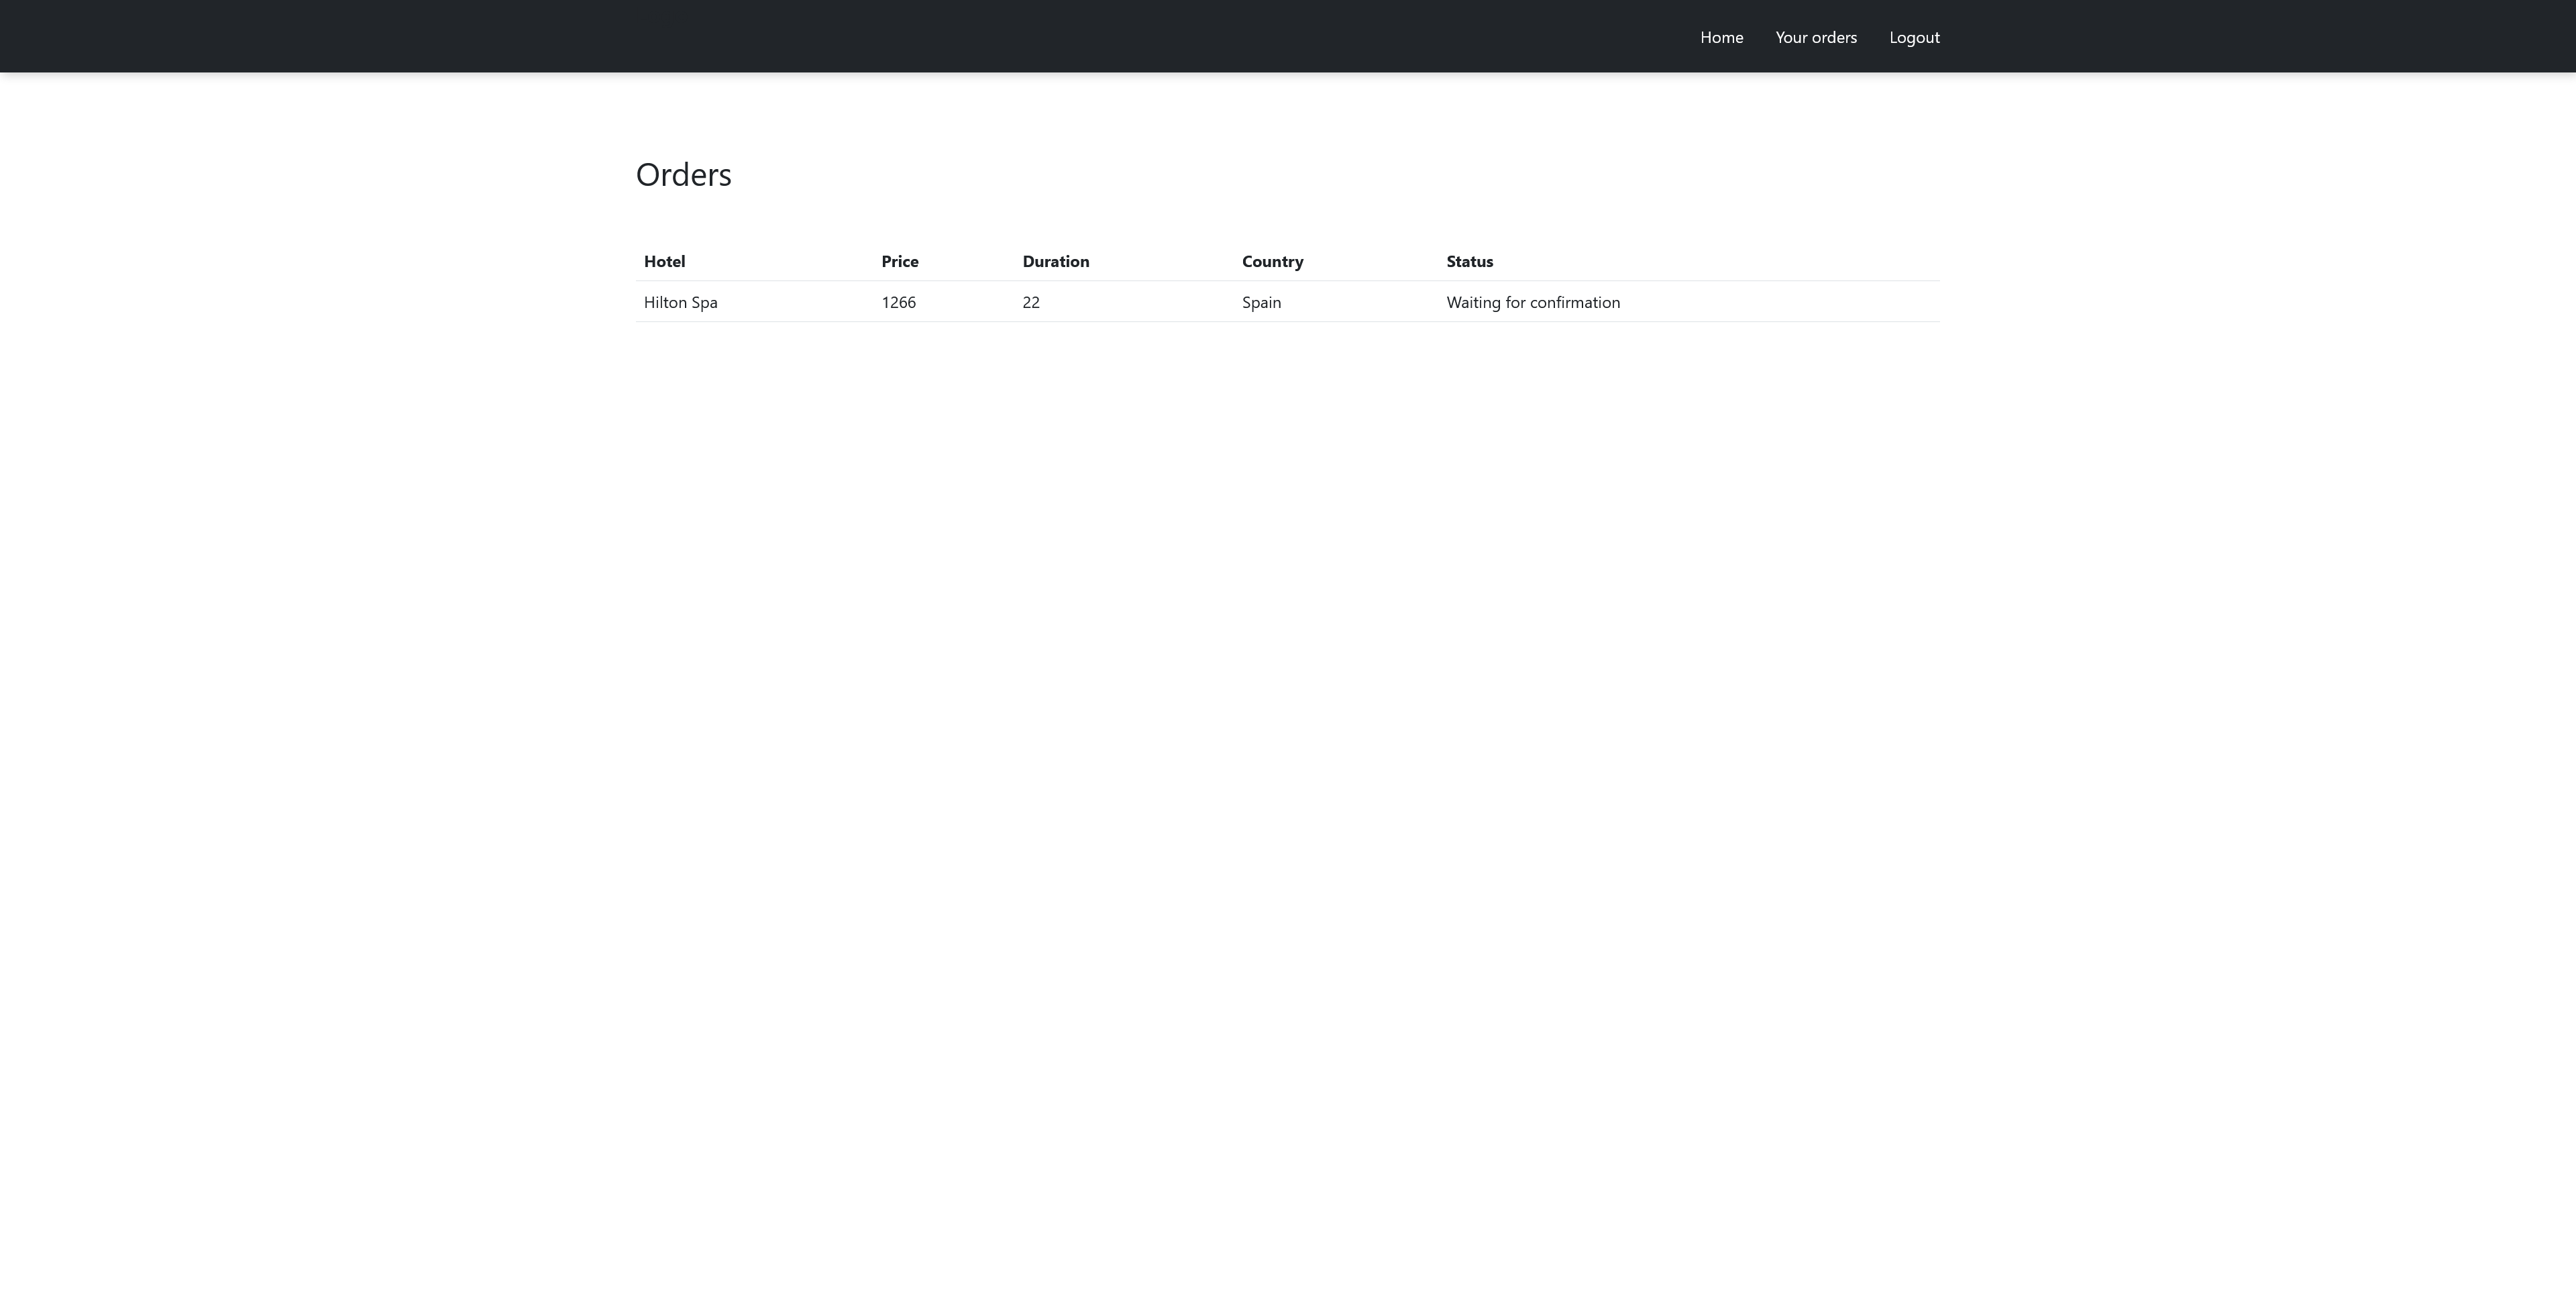 Home Your orders Logout
Orders
Hotel Price Duration Country Status
Hilton Spa 1266 22 Spain Waiting for confirmation